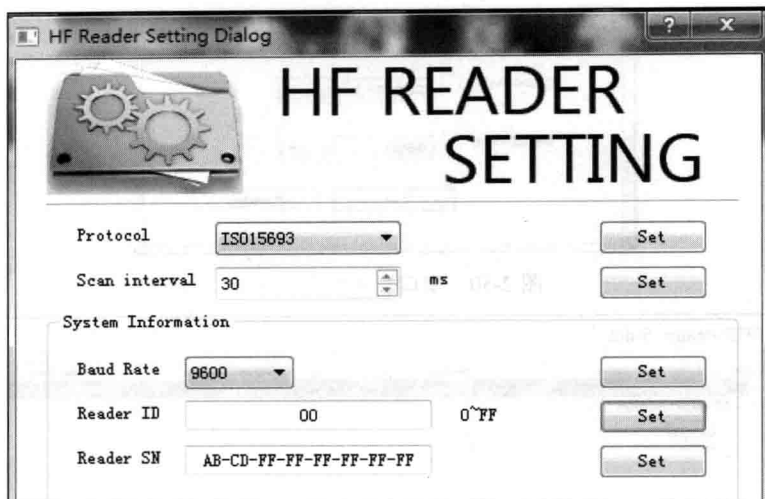 HF Reader Setting Dialog
HF READER
SETTING
Protocol ISO15693 Set
Scan interval 30 ms Set
System Information
Baud Rate 9600 Set
Reader ID 00 0~FF Set
Reader SN AB-CD-FF-FF-FF-FF-FF-FF Set